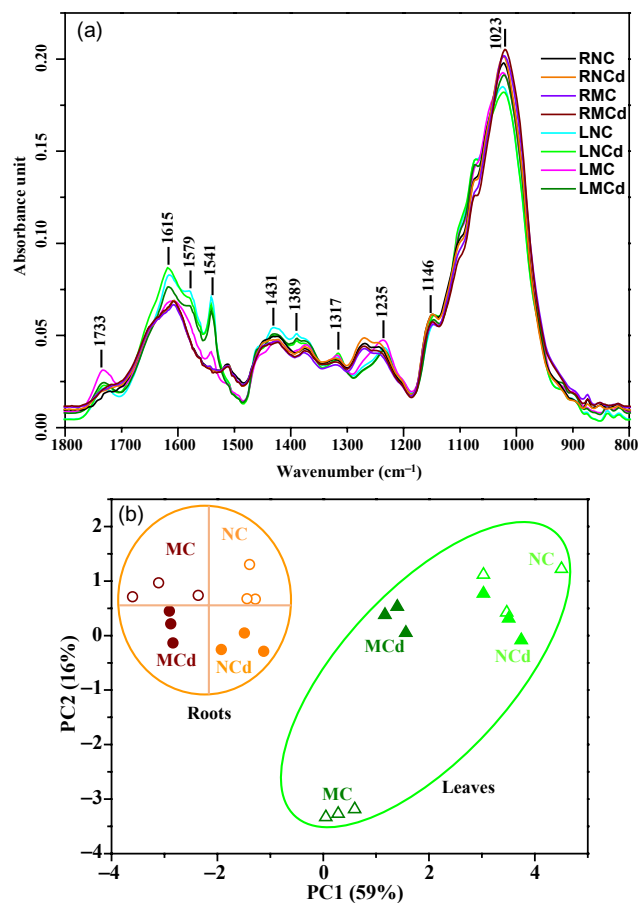 (a)
1023
RNC
RNCd
RMC
RMCd
LNC
LNCd
LMC
LMCd
0.20
0.15
0.10
0.05
0.00
Absorbance unit
1733
1615
1579
1541
1431
1389
1317
1235
1146
1800 1700 1600 1500 1400 1300 1200 1100 1000 900 800
Wavenumber (cm⁻¹)
(b)
2
1
0
−1
−2
−3
−4
PC2 (16%)
MC NC
MCd NCd
Roots
NC
NCd
MCd
MC
Leaves
−4 −2 0 2 4
PC1 (59%)